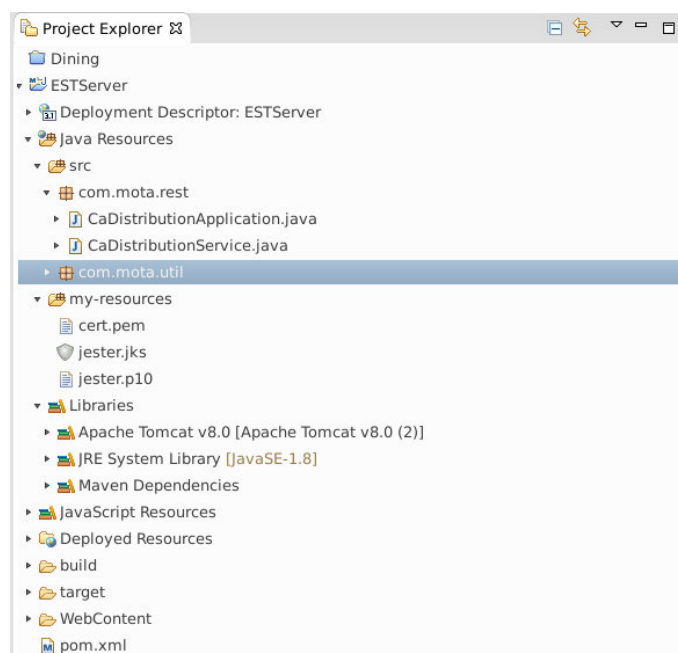 Project Explorer
Dining
ESTServer
Deployment Descriptor: ESTServer
Java Resources
src
com.mota.rest
CaDistributionApplication.java
CaDistributionService.java
com.mota.util
my-resources
cert.pem
jester.jks
jester.p10
Libraries
Apache Tomcat v8.0 [Apache Tomcat v8.0 (2)]
JRE System Library [JavaSE-1.8]
Maven Dependencies
JavaScript Resources
Deployed Resources
build
target
WebContent
pom.xml